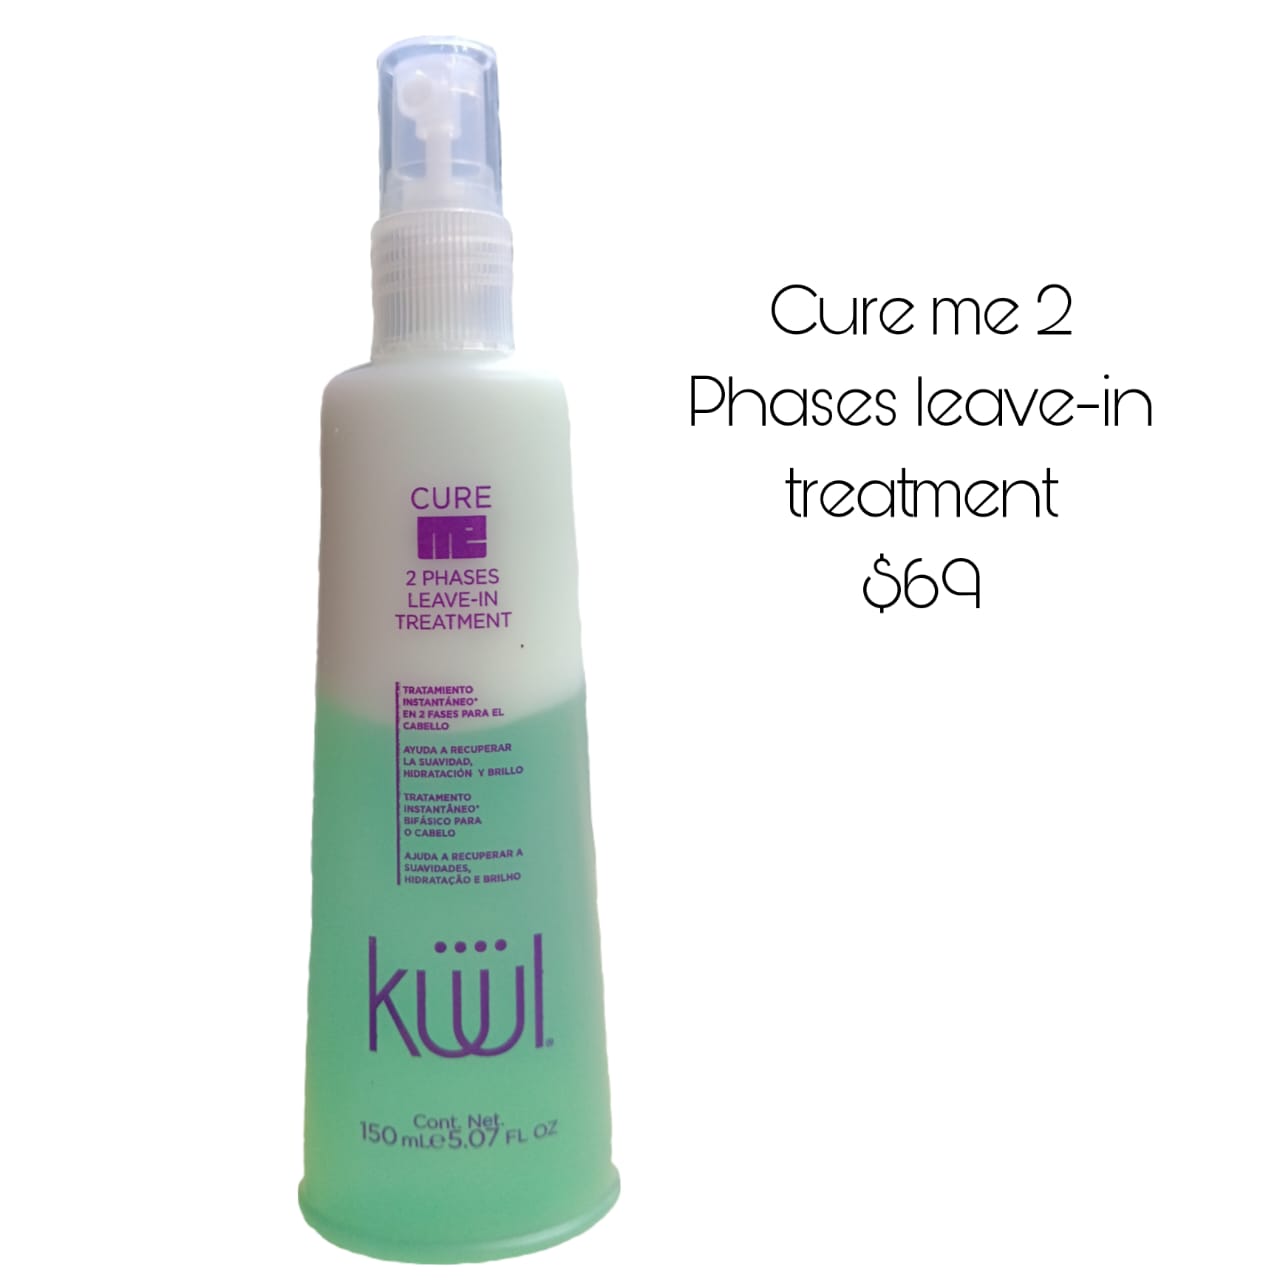 CURE
me
2 PHASES
LEAVE-IN
TREATMENT
TRATAMIENTO
INSTANTÁNEO*
EN 2 FASES PARA EL
CABELLO
AYUDA A RECUPERAR
LA SUAVIDAD,
HIDRATACIÓN Y BRILLO
TRATAMENTO
INSTANTÂNEO*
BIFÁSICO PARA
O CABELO
AJUDA A RECUPERAR A
SUAVIDADES,
HIDRATAÇÃO E BRILHO
küül®
Cont. Net.
150 mL e 5,07 FL OZ
Cure me 2
Phases leave-in
treatment
$69